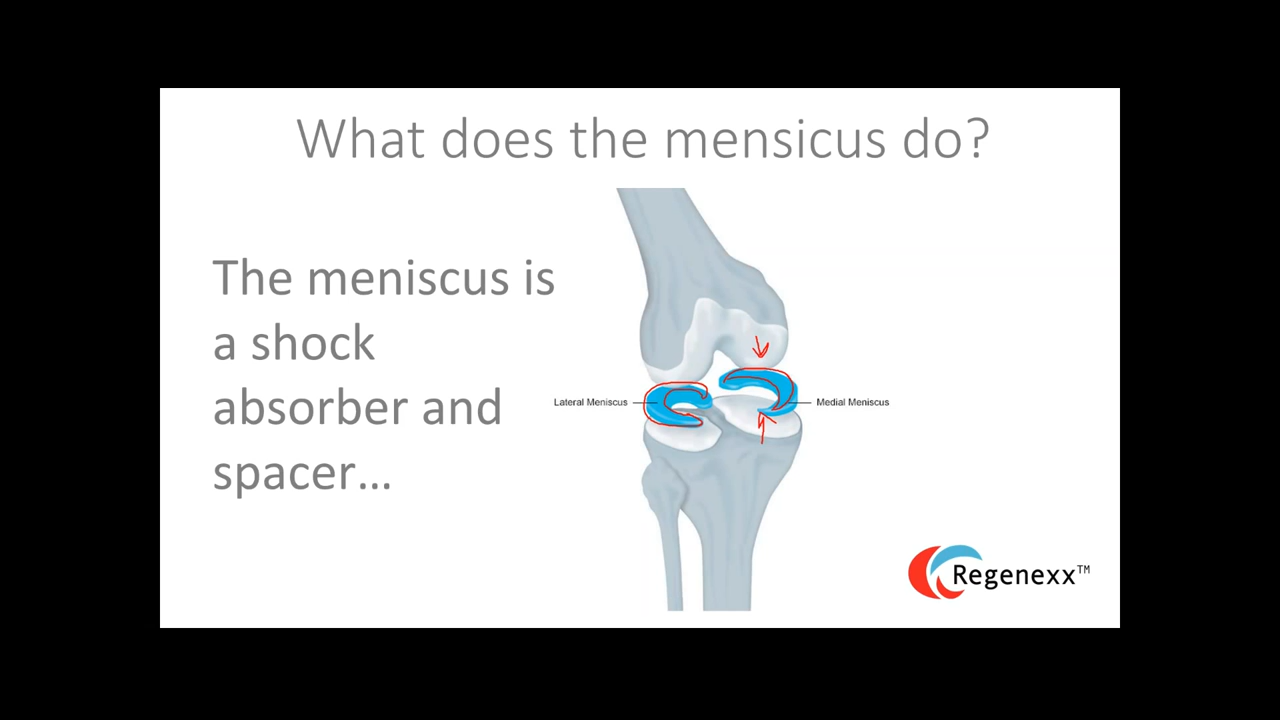 What does the mensicus do?
The meniscus is
a shock
absorber and
spacer...
Lateral Meniscus
Medial Meniscus
Regenexx™